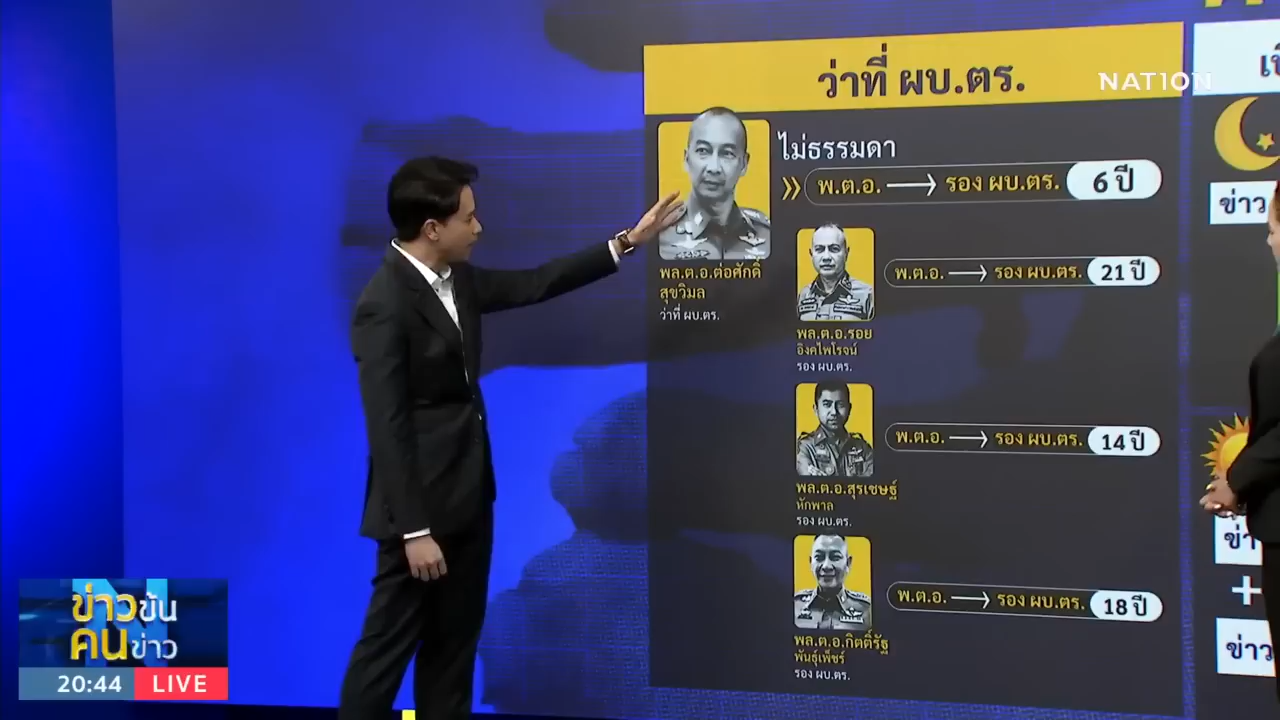 ว่าที่ ผบ.ตร.
NATION
ไม่ธรรมดา
พ.ต.อ. → รอง ผบ.ตร. 6 ปี
พล.ต.อ.ต่อศักดิ์
สุขวิมล
ว่าที่ ผบ.ตร.
พ.ต.อ. → รอง ผบ.ตร. 21 ปี
พล.ต.อ.รอย
อิงคไพโรจน์
รอง ผบ.ตร.
พ.ต.อ. → รอง ผบ.ตร. 14 ปี
พล.ต.อ.สุรเชษฐ์
หักพาล
รอง ผบ.ตร.
พ.ต.อ. → รอง ผบ.ตร. 18 ปี
พล.ต.อ.กิตติ์รัฐ
พันธุ์เพ็ชร์
รอง ผบ.ตร.
ข่าว
+
ข่าว
ข่าวข้น
คนข่าว
20:44 LIVE